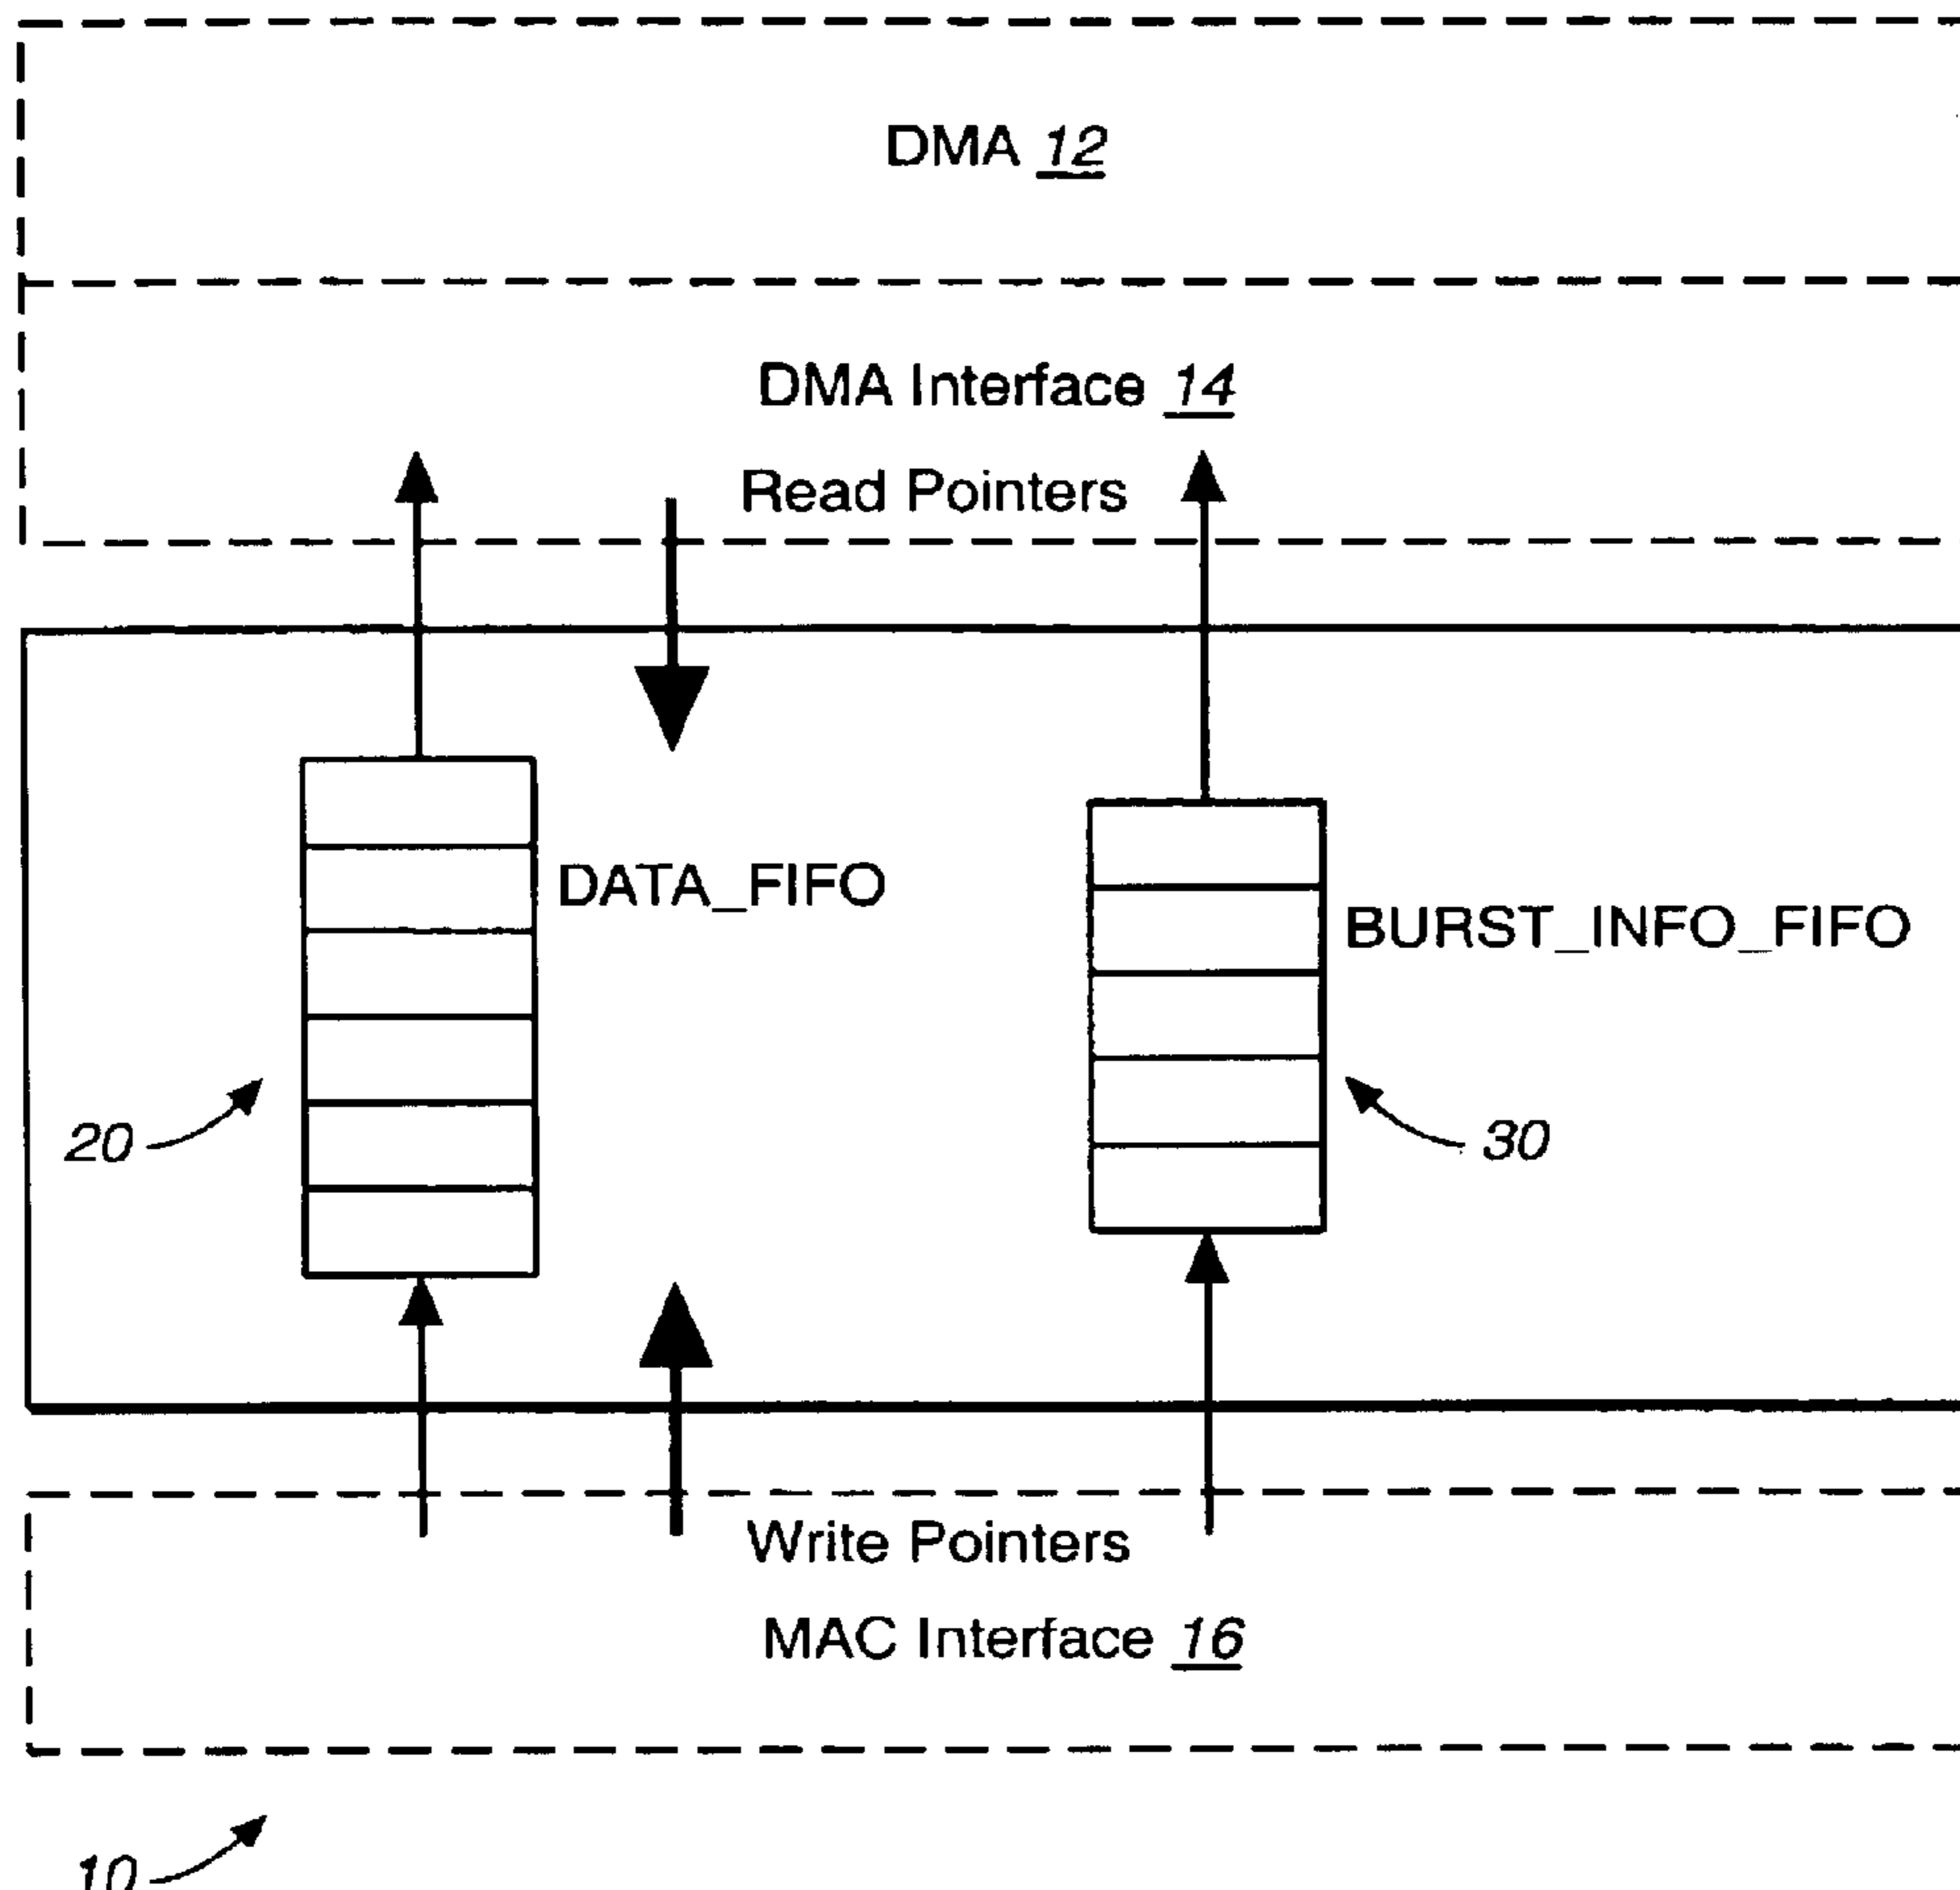 DMA 12
DMA Interface 14
Read Pointers
DATA_FIFO
BURST_INFO_FIFO
20
30
Write Pointers
MAC Interface 16
10